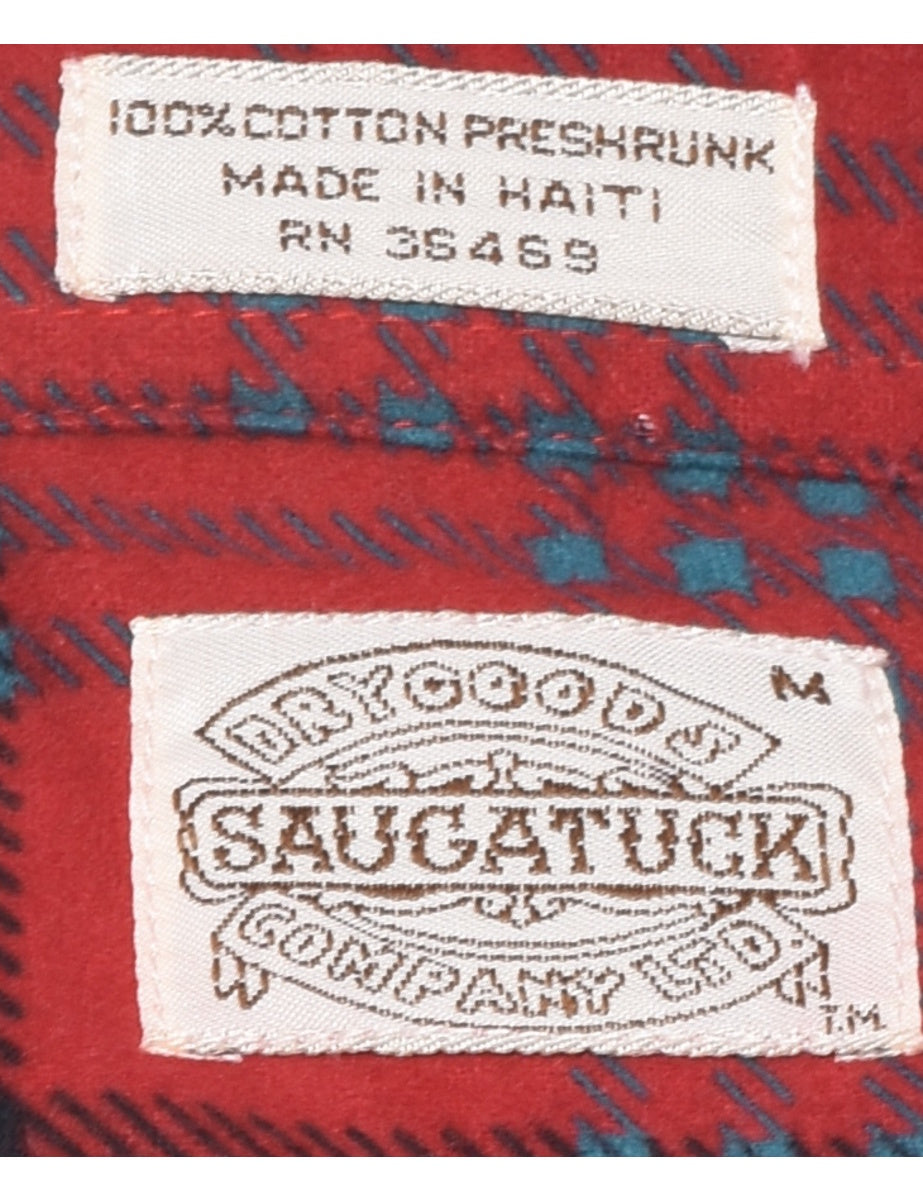 100% COTTON PRESHRUNK
MADE IN HAITI
RN 36469
M
DRY GOODS
SAUGATUCK
COMPANY LTD.
T.M.